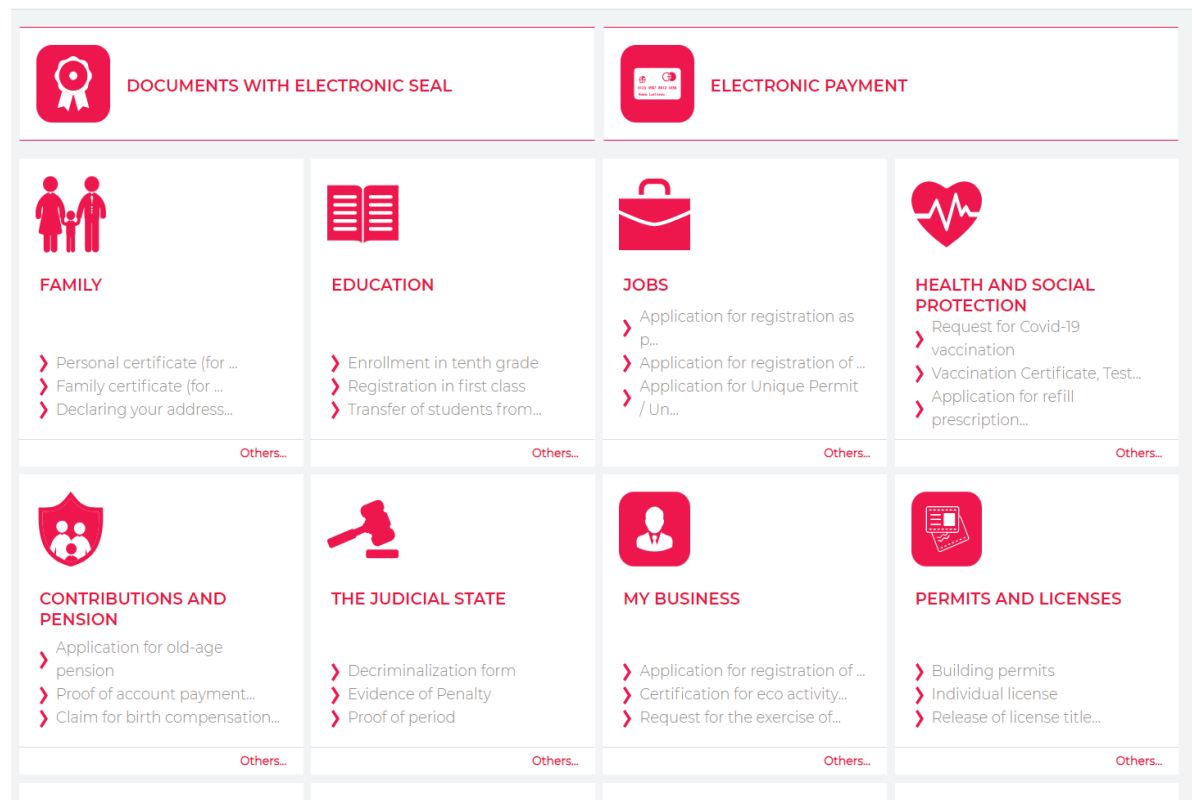 DOCUMENTS WITH ELECTRONIC SEAL
ELECTRONIC PAYMENT
FAMILY
Personal certificate (for ...
Family certificate (for ...
Declaring your address...
Others...
EDUCATION
Enrollment in tenth grade
Registration in first class
Transfer of students from...
Others...
JOBS
Application for registration as
p...
Application for registration of ...
Application for Unique Permit
/ Un...
Others...
HEALTH AND SOCIAL
PROTECTION
Request for Covid-19
vaccination
Vaccination Certificate, Test...
Application for refill
prescription...
Others...
CONTRIBUTIONS AND
PENSION
Application for old-age
pension
Proof of account payment...
Claim for birth compensation...
Others...
THE JUDICIAL STATE
Decriminalization form
Evidence of Penalty
Proof of period
Others...
MY BUSINESS
Application for registration of ...
Certification for eco activity...
Request for the exercise of...
Others...
PERMITS AND LICENSES
Building permits
Individual license
Release of license title...
Others...